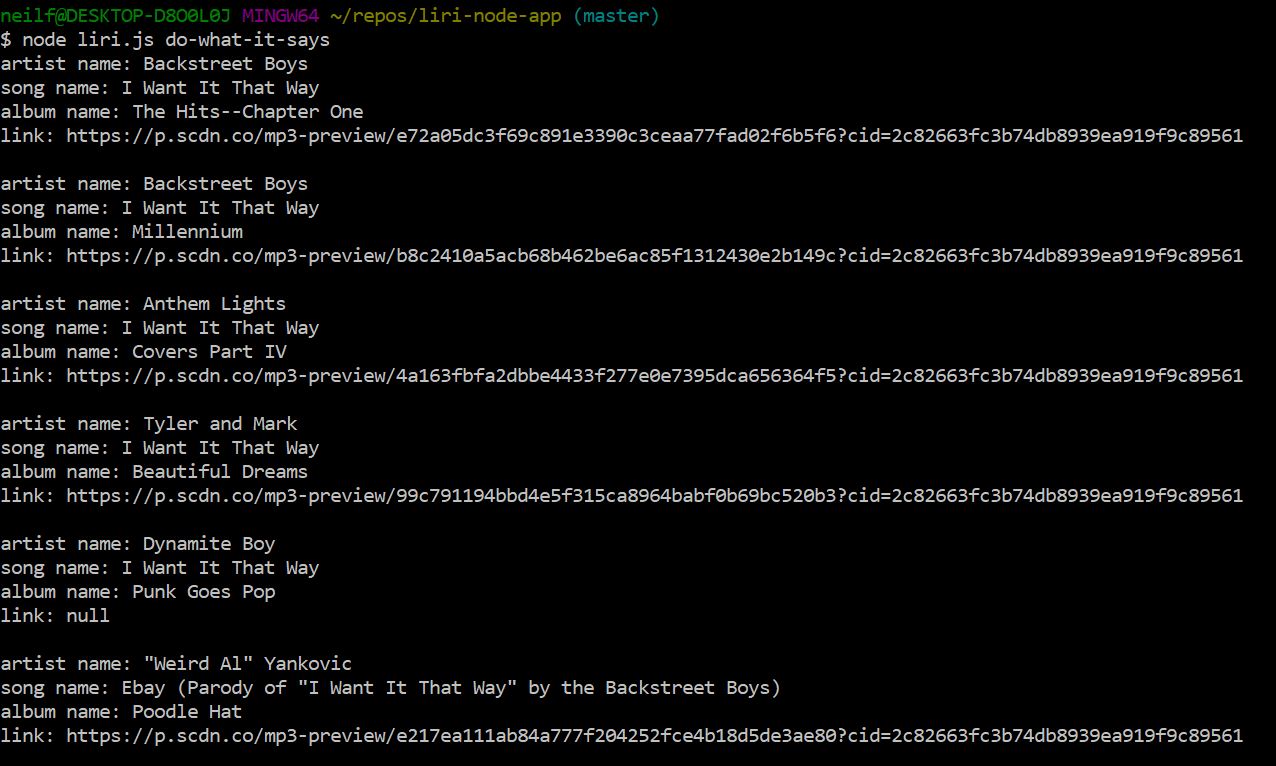 neilf@DESKTOP-D8O0L0J MINGW64 ~/repos/liri-node-app (master)
$ node liri.js do-what-it-says
artist name: Backstreet Boys
song name: I Want It That Way
album name: The Hits--Chapter One
link: https://p.scdn.co/mp3-preview/e72a05dc3f69c891e3390c3ceaa77fad02f6b5f6?cid=2c82663fc3b74db8939ea919f9c89561

artist name: Backstreet Boys
song name: I Want It That Way
album name: Millennium
link: https://p.scdn.co/mp3-preview/b8c2410a5acb68b462be6ac85f1312430e2b149c?cid=2c82663fc3b74db8939ea919f9c89561

artist name: Anthem Lights
song name: I Want It That Way
album name: Covers Part IV
link: https://p.scdn.co/mp3-preview/4a163fbfa2dbbe4433f277e0e7395dca656364f5?cid=2c82663fc3b74db8939ea919f9c89561

artist name: Tyler and Mark
song name: I Want It That Way
album name: Beautiful Dreams
link: https://p.scdn.co/mp3-preview/99c791194bbd4e5f315ca8964babf0b69bc520b3?cid=2c82663fc3b74db8939ea919f9c89561

artist name: Dynamite Boy
song name: I Want It That Way
album name: Punk Goes Pop
link: null

artist name: "Weird Al" Yankovic
song name: Ebay (Parody of "I Want It That Way" by the Backstreet Boys)
album name: Poodle Hat
link: https://p.scdn.co/mp3-preview/e217ea111ab84a777f204252fce4b18d5de3ae80?cid=2c82663fc3b74db8939ea919f9c89561